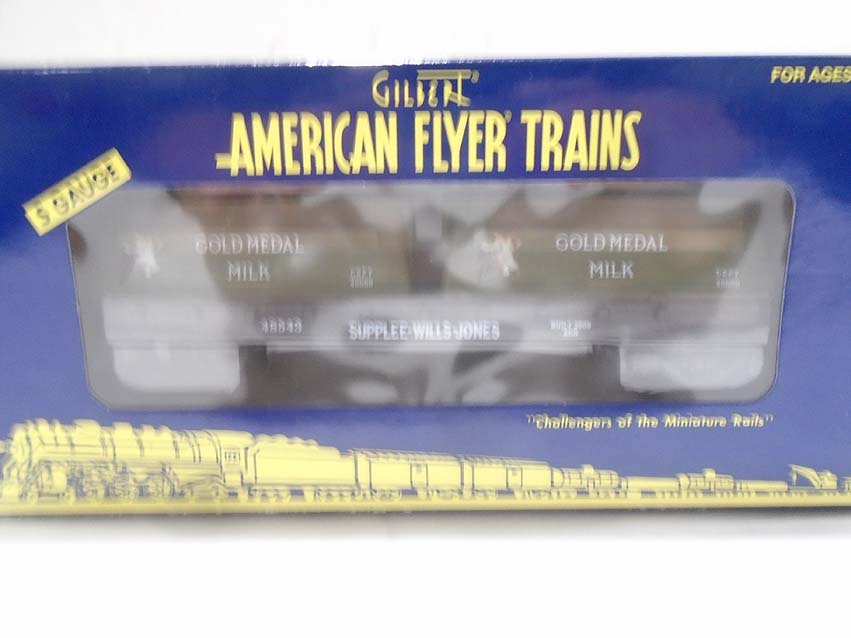 GILBERT
AMERICAN FLYER TRAINS
FOR AGES
S GAUGE
GOLD MEDAL
MILK
GOLD MEDAL
MILK
SUPPLEE-WILLS-JONES
"Challengers of the Miniature Rails"